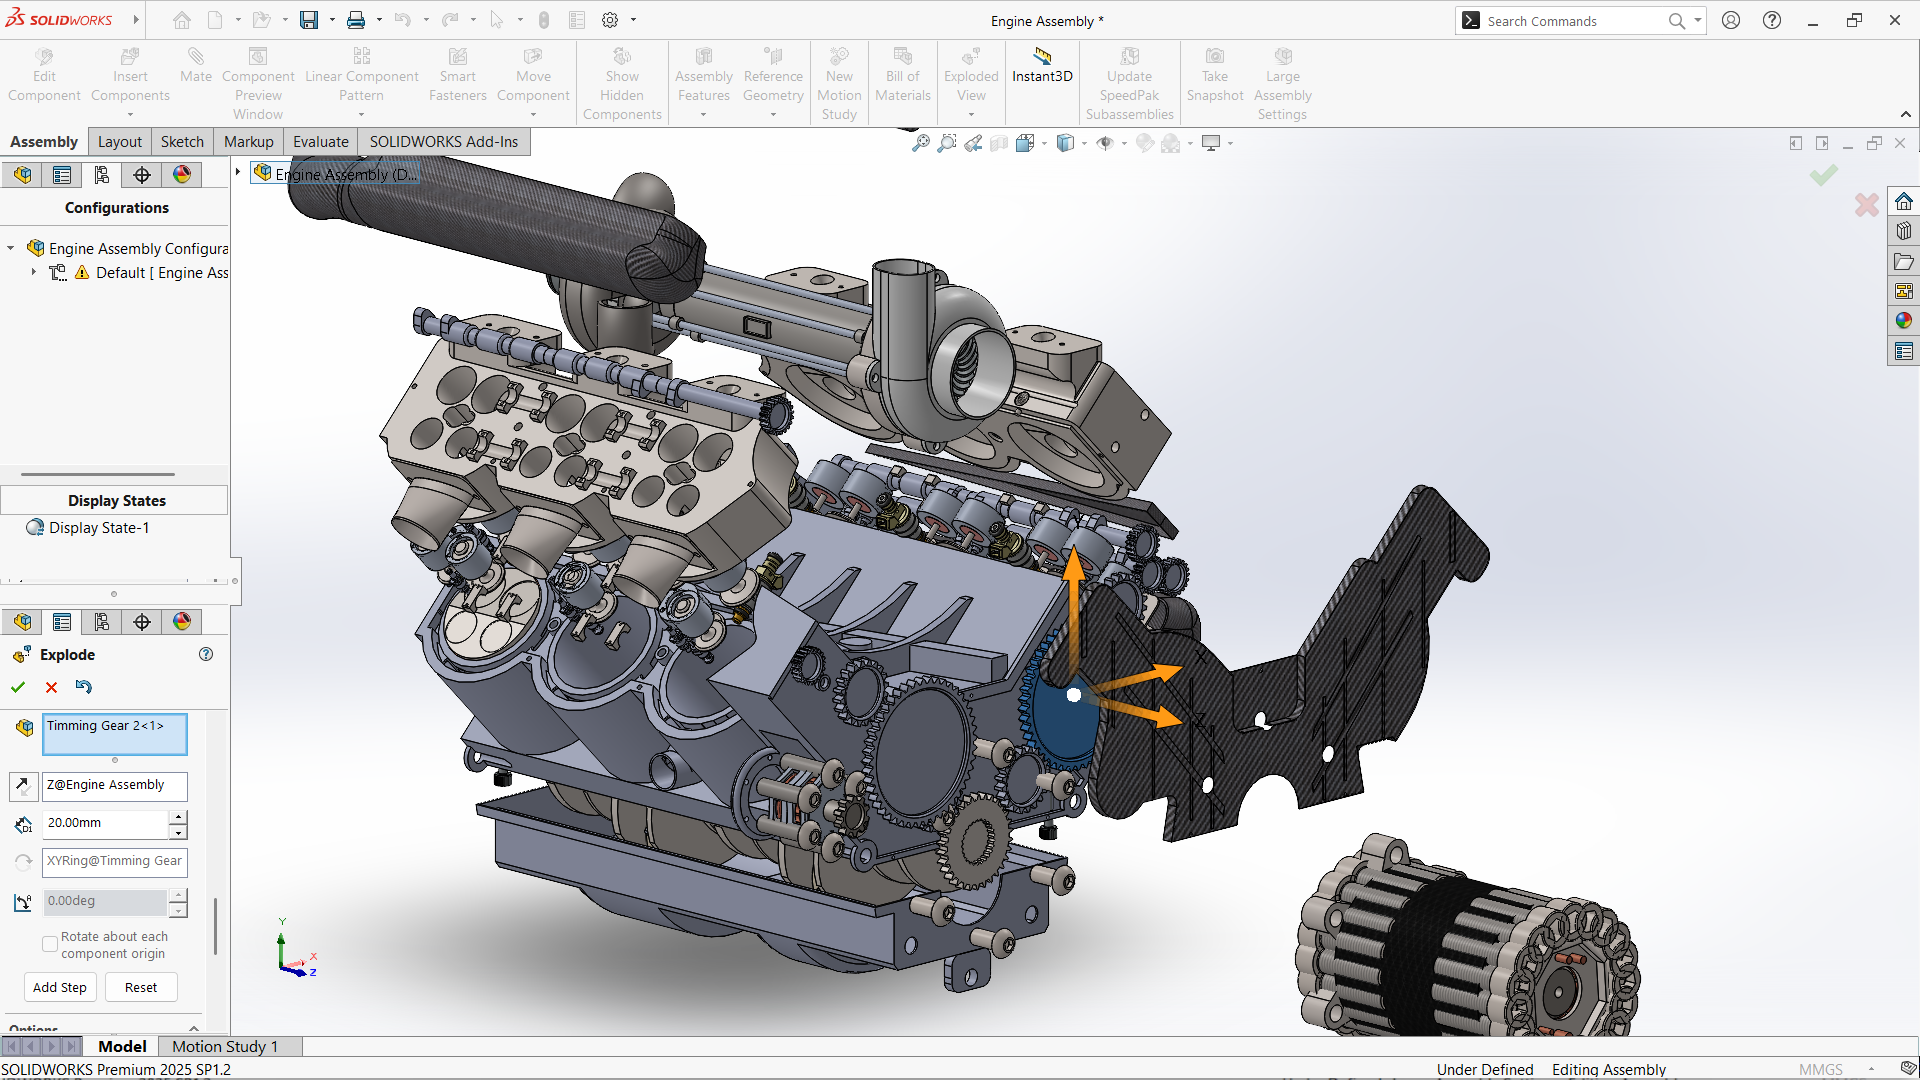 SOLIDWORKS
Engine Assembly *
Search Commands
Edit Component
Insert Components
Mate
Component Preview Window
Linear Component Pattern
Smart Fasteners
Move Component
Show Hidden Components
Assembly Features
Reference Geometry
New Motion Study
Bill of Materials
Exploded View
Instant3D
Update SpeedPak Subassemblies
Take Snapshot
Large Assembly Settings
Assembly
Layout
Sketch
Markup
Evaluate
SOLIDWORKS Add-Ins
Engine Assembly (D...
Configurations
Engine Assembly Configura
Default [ Engine Ass
Display States
Display State-1
Explode
Timming Gear 2<1>
Z@Engine Assembly
20.00mm
XYRing@Timming Gear
0.00deg
Rotate about each
component origin
Add Step
Reset
Options
Y
X
Z
X
Model
Motion Study 1
SOLIDWORKS Premium 2025 SP1.2
Under Defined
Editing Assembly
MMGS